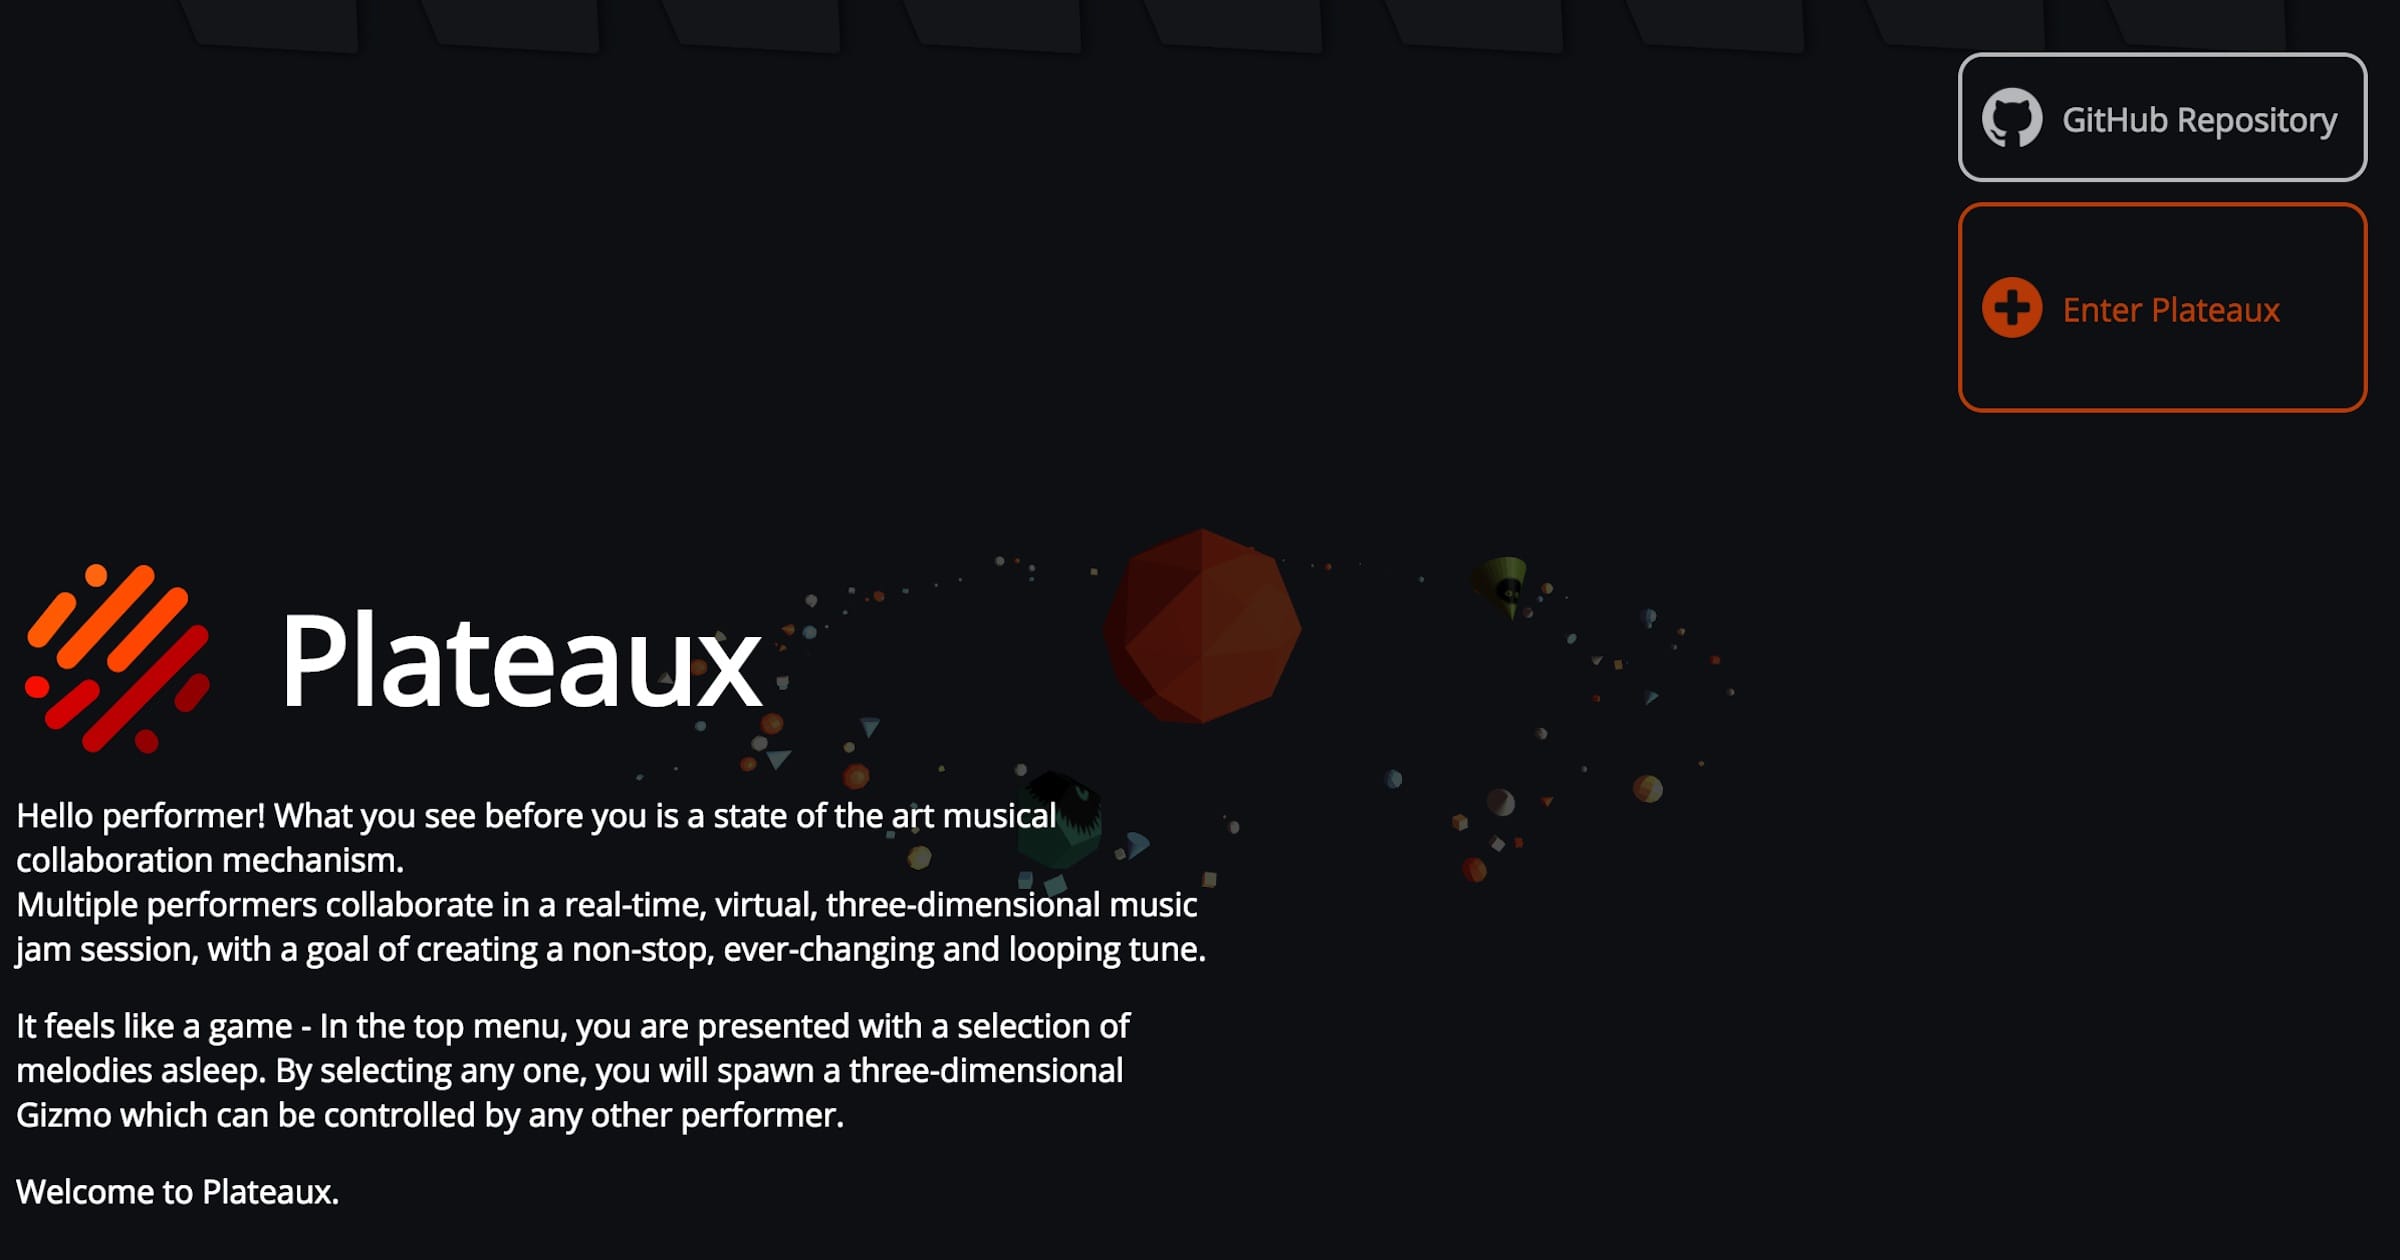 GitHub Repository
Enter Plateaux
Plateaux
Hello performer! What you see before you is a state of the art musical
collaboration mechanism.
Multiple performers collaborate in a real-time, virtual, three-dimensional music
jam session, with a goal of creating a non-stop, ever-changing and looping tune.
It feels like a game - In the top menu, you are presented with a selection of
melodies asleep. By selecting any one, you will spawn a three-dimensional
Gizmo which can be controlled by any other performer.
Welcome to Plateaux.